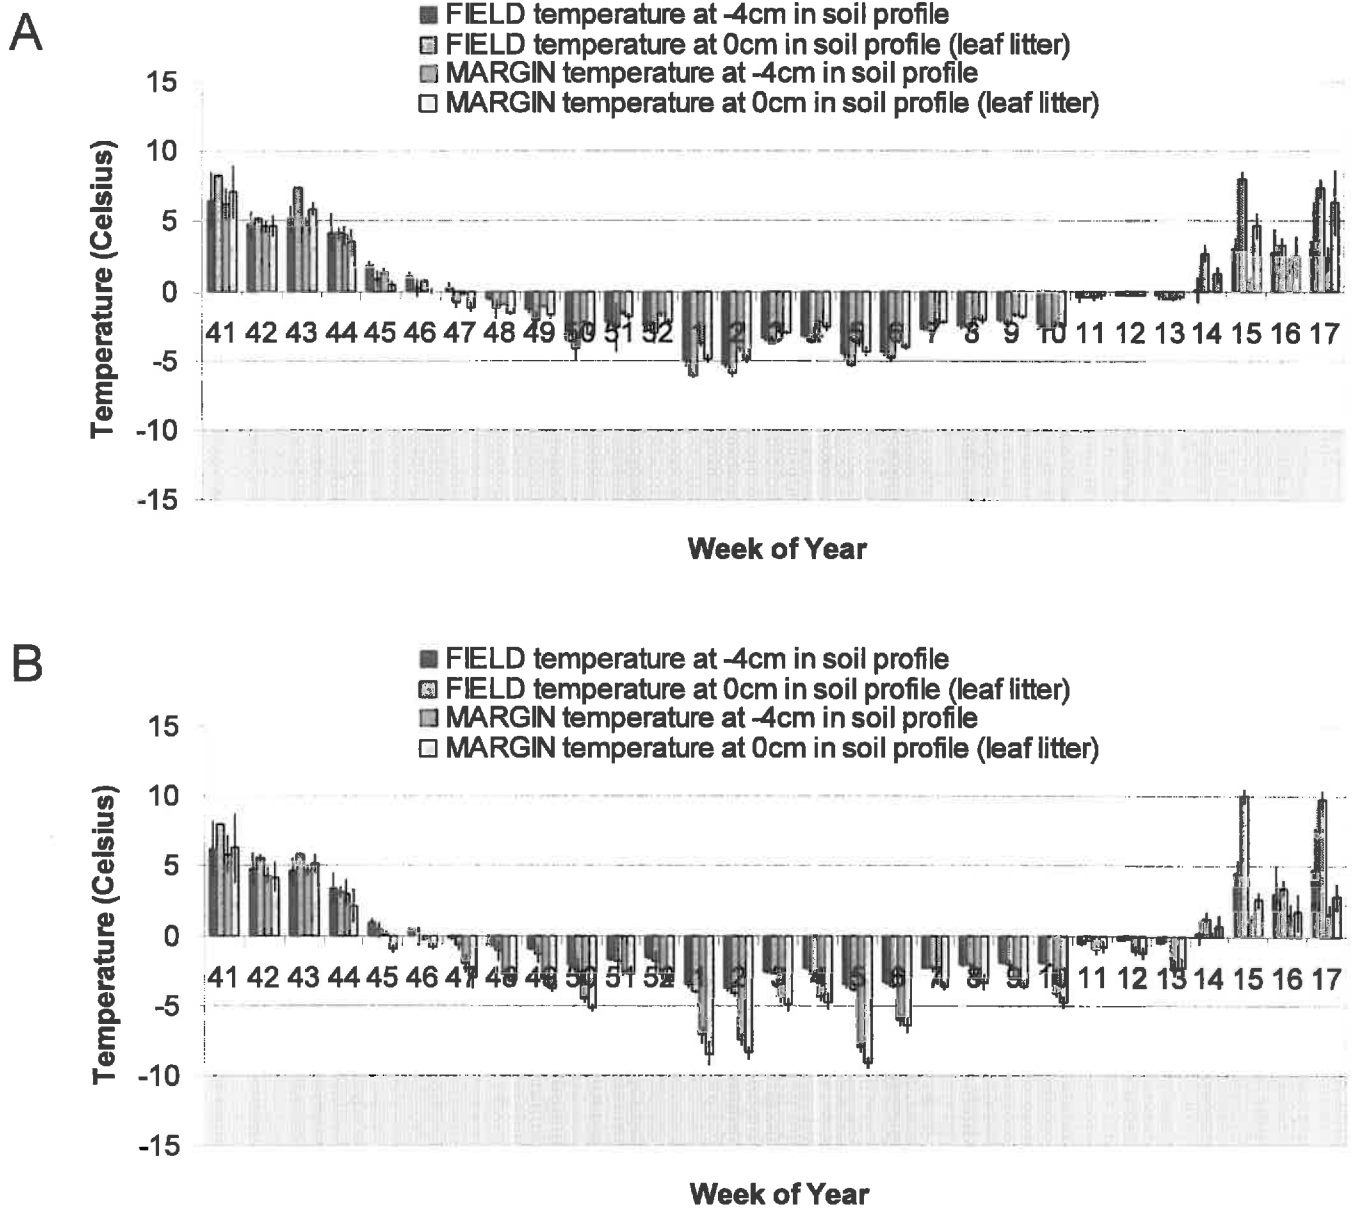 A
FIELD temperature at -4cm in soil profile
FIELD temperature at 0cm in soil profile (leaf litter)
MARGIN temperature at -4cm in soil profile
MARGIN temperature at 0cm in soil profile (leaf litter)
15
10
5
0
-5
-10
-15
Temperature (Celsius)
41 42 43 44 45 46 47 48 49 50 51 52 1 2 3 5 6 7 8 9 10 11 12 13 14 15 16 17
Week of Year
B
FIELD temperature at -4cm in soil profile
FIELD temperature at 0cm in soil profile (leaf litter)
MARGIN temperature at -4cm in soil profile
MARGIN temperature at 0cm in soil profile (leaf litter)
15
10
5
0
-5
-10
-15
Temperature (Celsius)
41 42 43 44 45 46 47 48 49 50 51 52 1 2 3 4 5 6 7 8 9 10 11 12 13 14 15 16 17
Week of Year